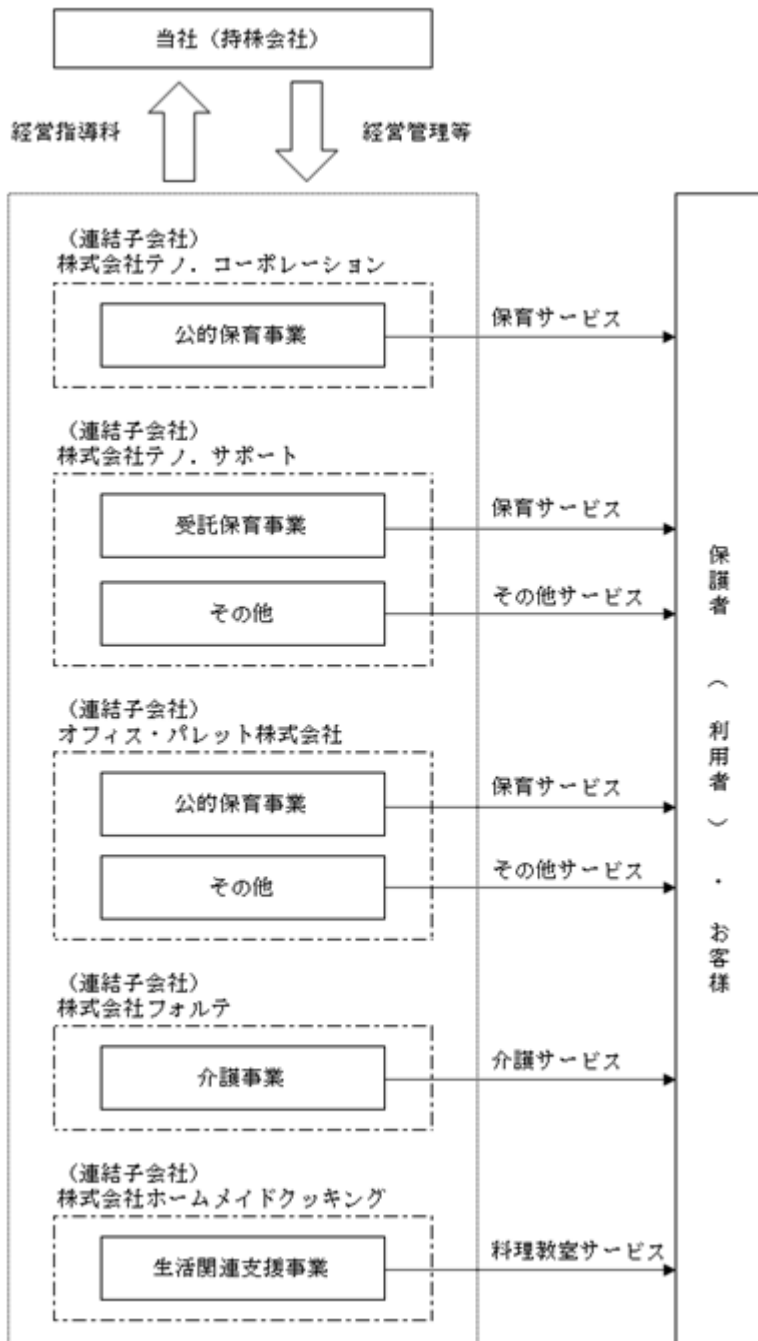 当社（持株会社）
経営指導科
経営管理等
（連結子会社）
株式会社テノ．コーポレーション
公的保育事業
保育サービス
（連結子会社）
株式会社テノ．サポート
受託保育事業
保育サービス
その他
その他サービス
（連結子会社）
オフィス・パレット株式会社
公的保育事業
保育サービス
その他
その他サービス
（連結子会社）
株式会社フォルテ
介護事業
介護サービス
（連結子会社）
株式会社ホームメイドクッキング
生活関連支援事業
料理教室サービス
保護者（利用者）・お客様